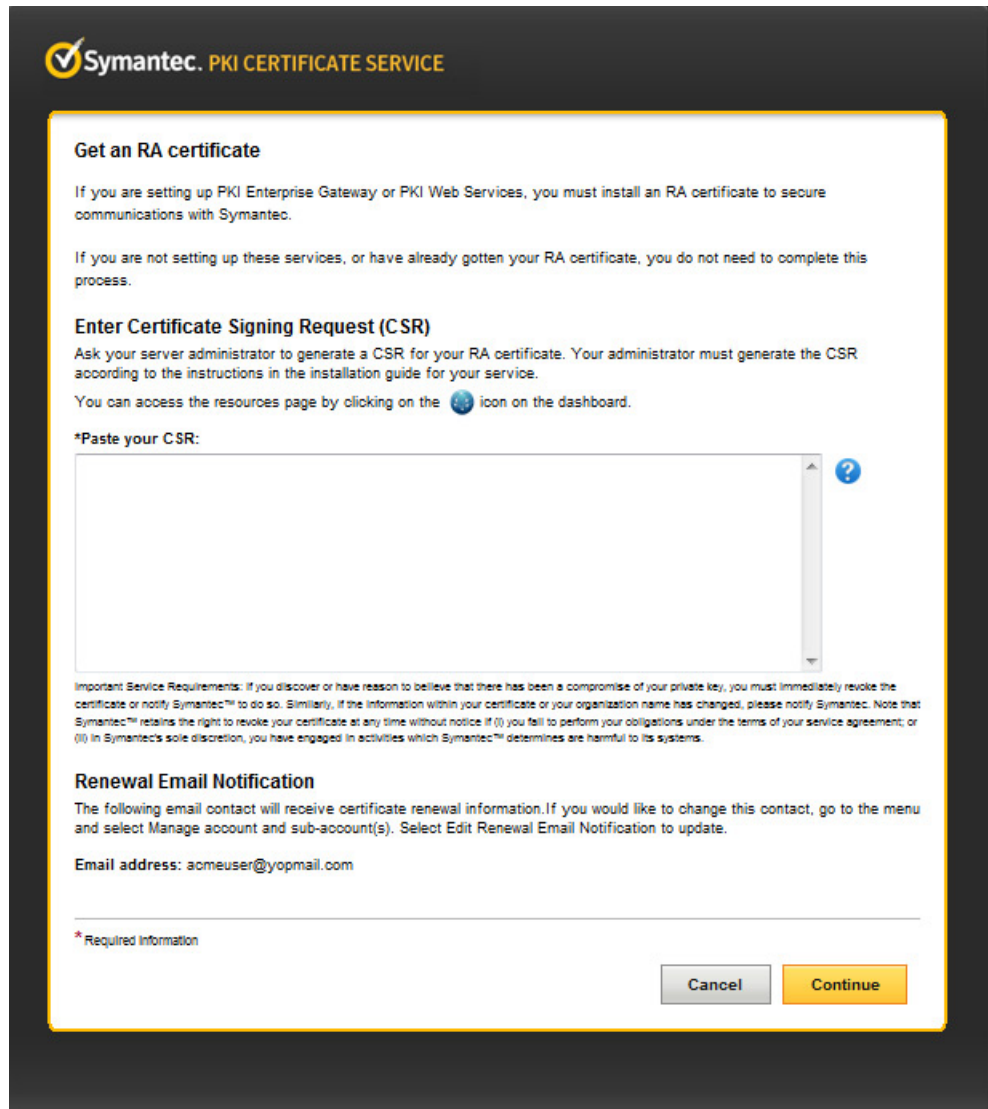 Symantec. PKI CERTIFICATE SERVICE
Get an RA certificate
If you are setting up PKI Enterprise Gateway or PKI Web Services, you must install an RA certificate to secure
communications with Symantec.
If you are not setting up these services, or have already gotten your RA certificate, you do not need to complete this
process.
Enter Certificate Signing Request (CSR)
Ask your server administrator to generate a CSR for your RA certificate. Your administrator must generate the CSR
according to the instructions in the installation guide for your service.
You can access the resources page by clicking on the icon on the dashboard.
*Paste your CSR:
?
Important Service Requirements: If you discover or have reason to believe that there has been a compromise of your private key, you must immediately revoke the
certificate or notify Symantec™ to do so. Similarly, if the information within your certificate or your organization name has changed, please notify Symantec. Note that
Symantec™ retains the right to revoke your certificate at any time without notice if (i) you fail to perform your obligations under the terms of your service agreement; or
(ii) in Symantec's sole discretion, you have engaged in activities which Symantec™ determines are harmful to its systems.
Renewal Email Notification
The following email contact will receive certificate renewal information.If you would like to change this contact, go to the menu
and select Manage account and sub-account(s). Select Edit Renewal Email Notification to update.
Email address: acmeuser@yopmail.com
* Required information
Cancel Continue